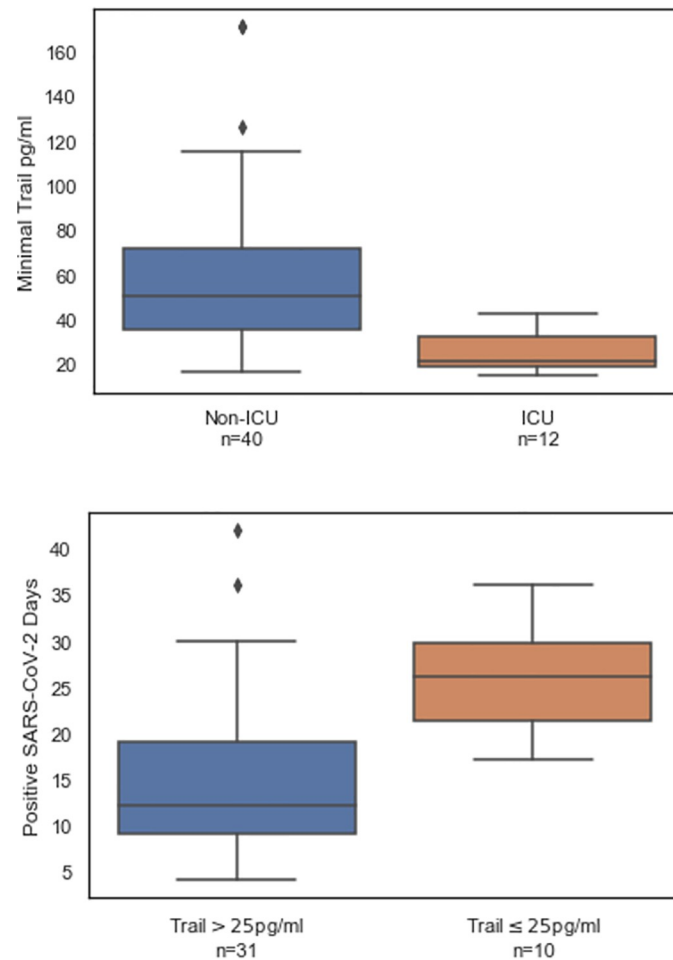 Minimal Trail pg/ml
160
140
120
100
80
60
40
20
Non-ICU
n=40
ICU
n=12
Positive SARS-CoV-2 Days
40
35
30
25
20
15
10
5
Trail > 25pg/ml
n=31
Trail ≤ 25pg/ml
n=10